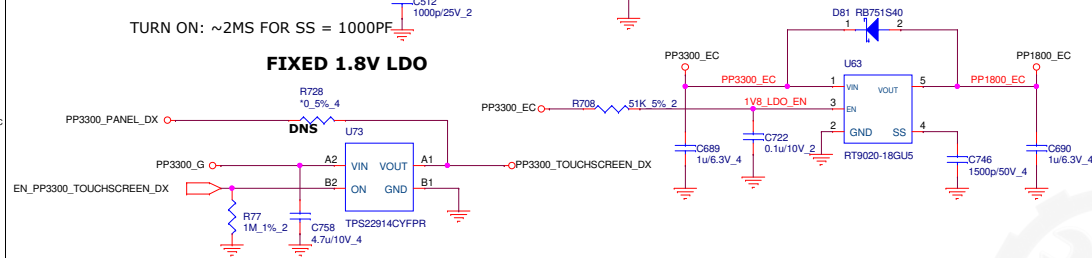 C512
1000p/25V_2
TURN ON: ~2MS FOR SS = 1000PF
FIXED 1.8V LDO
R728
*0_5%_4
DNS
PP3300_PANEL_DX
U73
PP3300_G
A2 VIN VOUT A1
PP3300_TOUCHSCREEN_DX
EN_PP3300_TOUCHSCREEN_DX
B2 ON GND B1
R77
1M_1%_2
C758
4.7u/10V_4
TPS22914CYFPR
D81 RB751S40
1 2
PP3300_EC
PP1800_EC
U63
PP3300_EC
1 VIN VOUT 5
PP1800_EC
PP3300_EC
R708 51K_5%_2
1V8_LDO_EN
3 EN
2 GND SS 4
C722
0.1u/10V_2
RT9020-18GU5
C689
1u/6.3V_4
C746
1500p/50V_4
C690
1u/6.3V_4
C